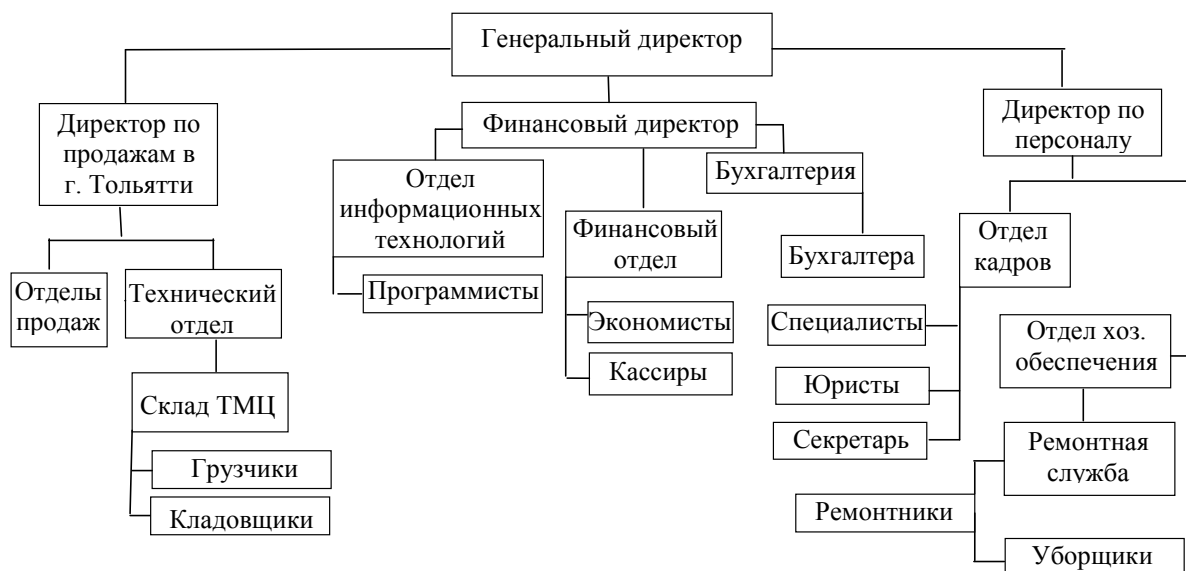 Генеральный директор
Директор по
продажам в
г. Тольятти
Финансовый директор
Директор по
персоналу
Отдел
информационных
технологий
Бухгалтерия
Финансовый
отдел
Бухгалтера
Отдел
кадров
Отделы
продаж
Технический
отдел
Программисты
Экономисты
Кассиры
Специалисты
Юристы
Секретарь
Отдел хоз.
обеспечения
Склад ТМЦ
Грузчики
Кладовщики
Ремонтная
служба
Ремонтники
Уборщики